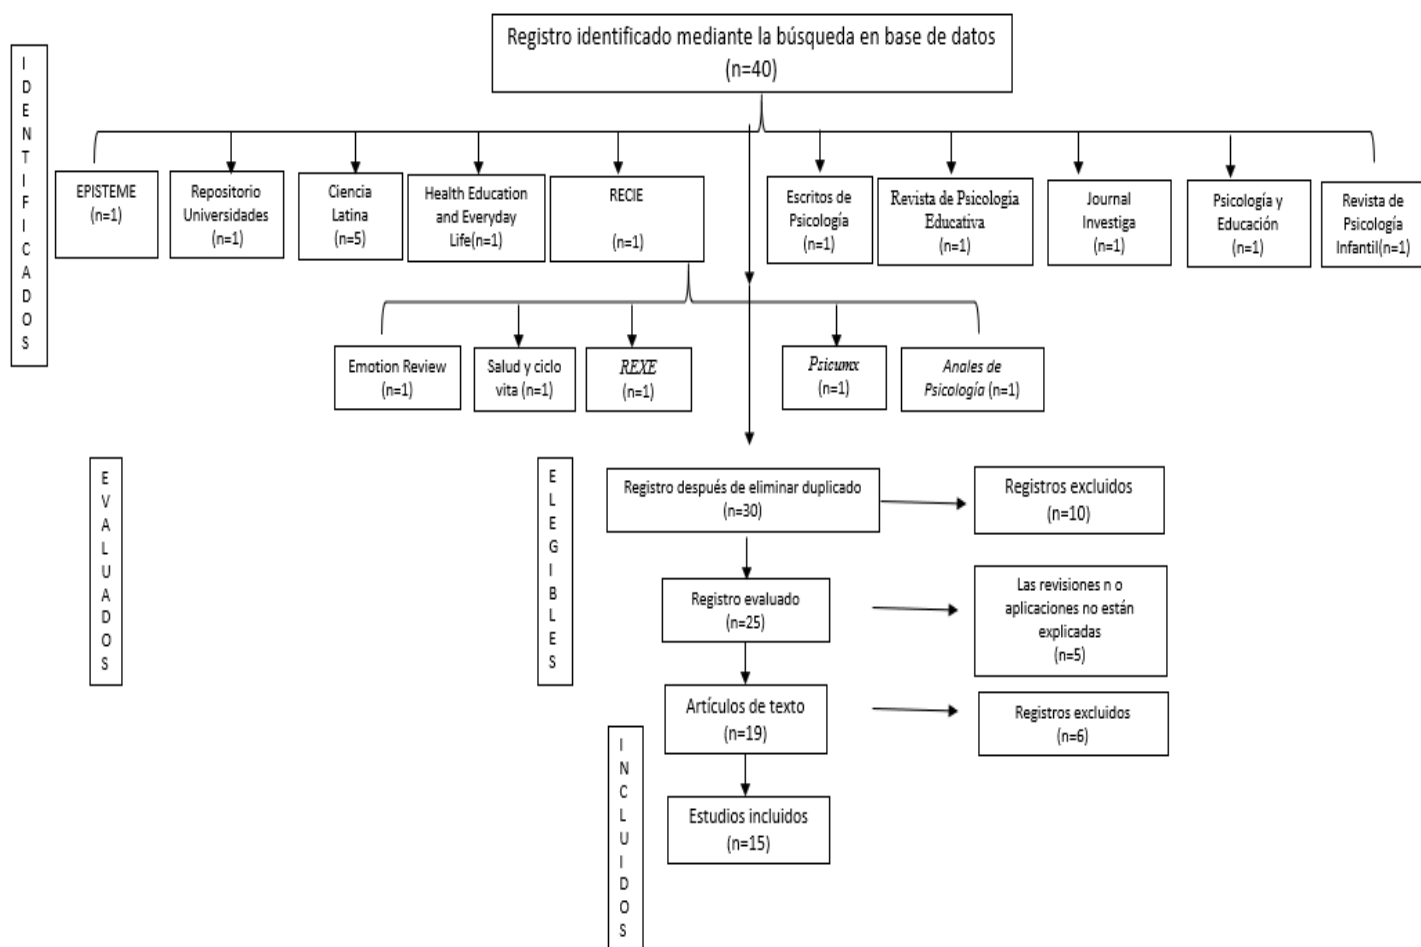 Registro identificado mediante la búsqueda en base de datos
(n=40)
IDENTIFICADOS
EPISTEME
(n=1)
Repositorio
Universidades
(n=1)
Ciencia
Latina
(n=5)
Health Education
and Everyday
Life(n=1)
RECIE
(n=1)
Escritos de
Psicología
(n=1)
Revista de Psicología
Educativa
(n=1)
Journal
Investiga
(n=1)
Psicología y
Educación
(n=1)
Revista de
Psicología
Infantil(n=1)
Emotion Review
(n=1)
Salud y ciclo
vita (n=1)
REXE
(n=1)
Psicumx
(n=1)
Anales de
Psicología (n=1)
EVALUADOS
ELEGIBLES
Registro después de eliminar duplicado
(n=30)
Registros excluidos
(n=10)
Registro evaluado
(n=25)
Las revisiones n o
aplicaciones no están
explicadas
(n=5)
Artículos de texto
(n=19)
Registros excluidos
(n=6)
INCLUIDOS
Estudios incluidos
(n=15)